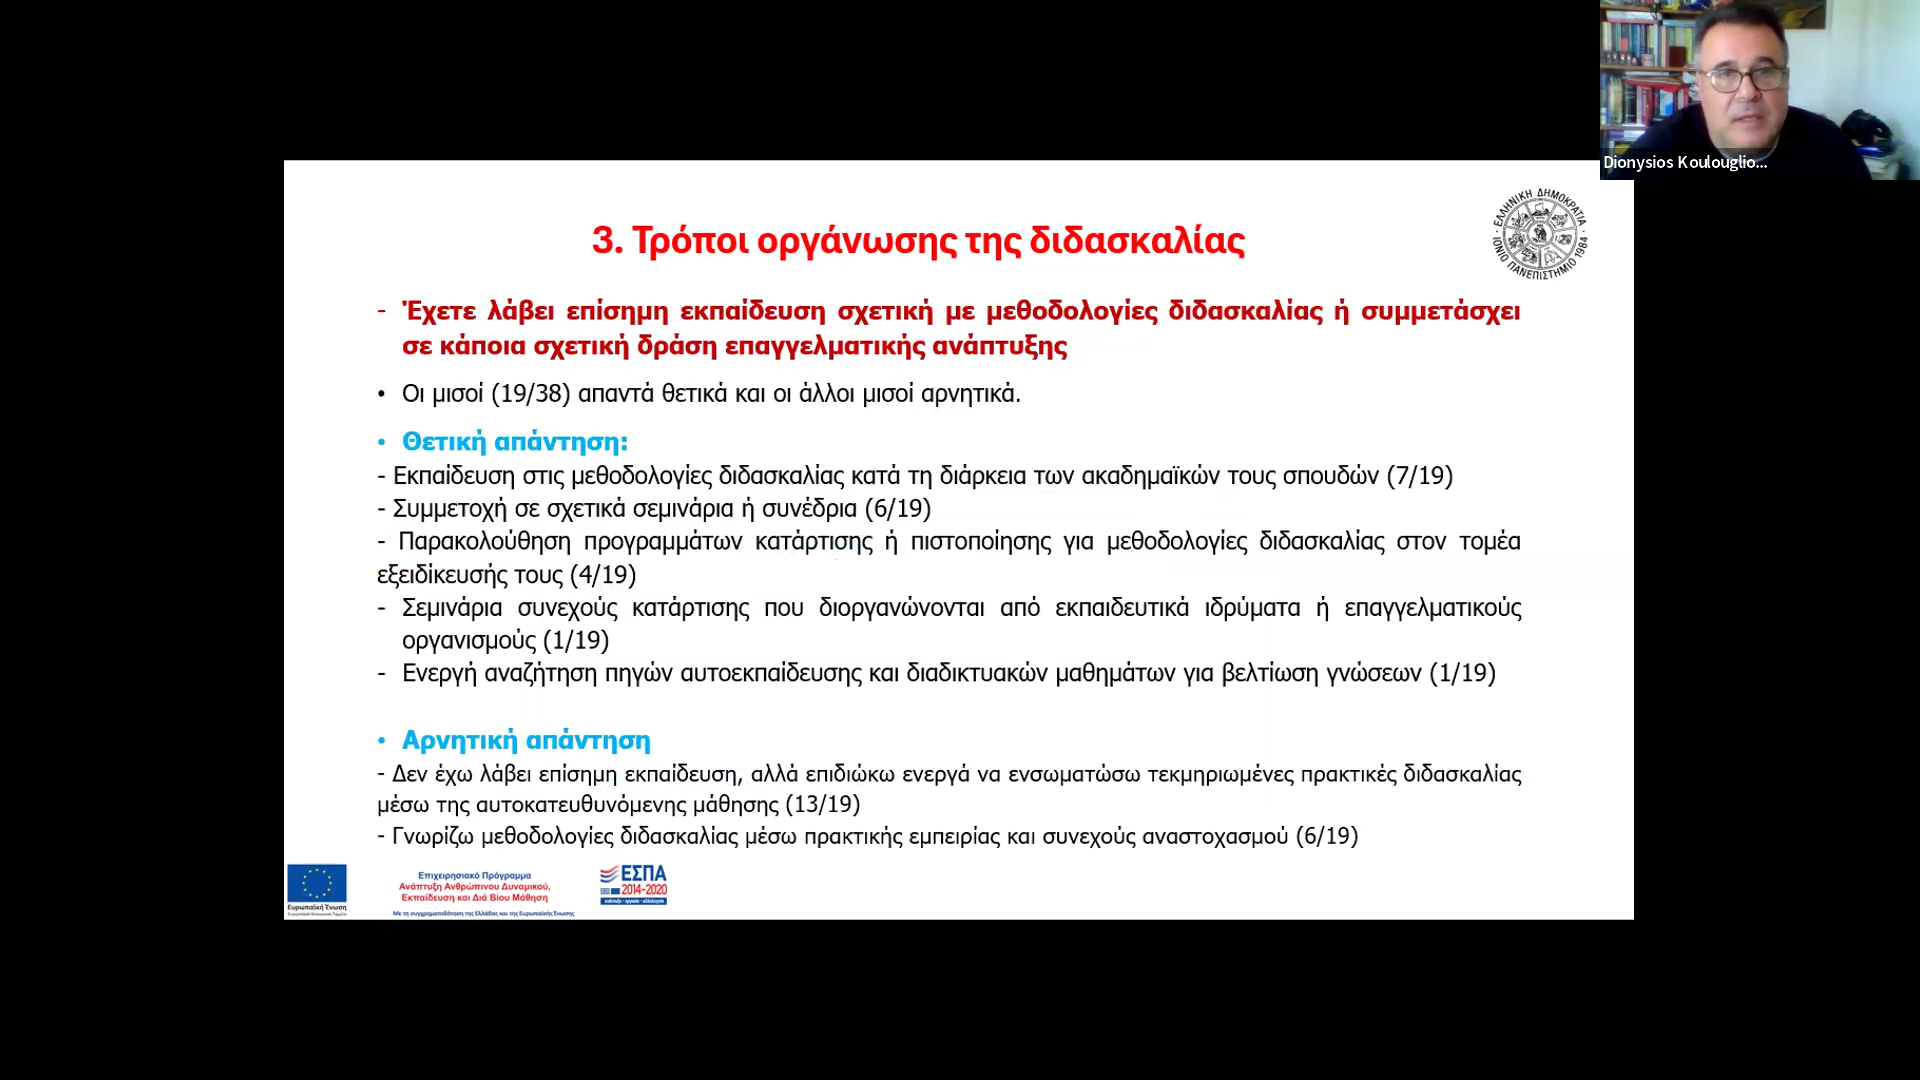 Dionysios Koulouglio...
ΕΛΛΗΝΙΚΗ ΔΗΜΟΚΡΑΤΙΑ
ΙΟΝΙΟ ΠΑΝΕΠΙΣΤΗΜΙΟ 1984
3. Τρόποι οργάνωσης της διδασκαλίας
- Έχετε λάβει επίσημη εκπαίδευση σχετική με μεθοδολογίες διδασκαλίας ή συμμετάσχει
σε κάποια σχετική δράση επαγγελματικής ανάπτυξης
• Οι μισοί (19/38) απαντά θετικά και οι άλλοι μισοί αρνητικά.
• Θετική απάντηση:
- Εκπαίδευση στις μεθοδολογίες διδασκαλίας κατά τη διάρκεια των ακαδημαϊκών τους σπουδών (7/19)
- Συμμετοχή σε σχετικά σεμινάρια ή συνέδρια (6/19)
- Παρακολούθηση προγραμμάτων κατάρτισης ή πιστοποίησης για μεθοδολογίες διδασκαλίας στον τομέα
εξειδίκευσής τους (4/19)
- Σεμινάρια συνεχούς κατάρτισης που διοργανώνονται από εκπαιδευτικά ιδρύματα ή επαγγελματικούς
οργανισμούς (1/19)
- Ενεργή αναζήτηση πηγών αυτοεκπαίδευσης και διαδικτυακών μαθημάτων για βελτίωση γνώσεων (1/19)
• Αρνητική απάντηση
- Δεν έχω λάβει επίσημη εκπαίδευση, αλλά επιδιώκω ενεργά να ενσωματώσω τεκμηριωμένες πρακτικές διδασκαλίας
μέσω της αυτοκατευθυνόμενης μάθησης (13/19)
- Γνωρίζω μεθοδολογίες διδασκαλίας μέσω πρακτικής εμπειρίας και συνεχούς αναστοχασμού (6/19)
Ευρωπαϊκή Ένωση
Ευρωπαϊκό Κοινωνικό Ταμείο
Επιχειρησιακό Πρόγραμμα
Ανάπτυξη Ανθρώπινου Δυναμικού,
Εκπαίδευση και Διά Βίου Μάθηση
Με τη συγχρηματοδότηση της Ελλάδας και της Ευρωπαϊκής Ένωσης
ΕΣΠΑ
2014-2020
ανάπτυξη - εργασία - αλληλεγγύη